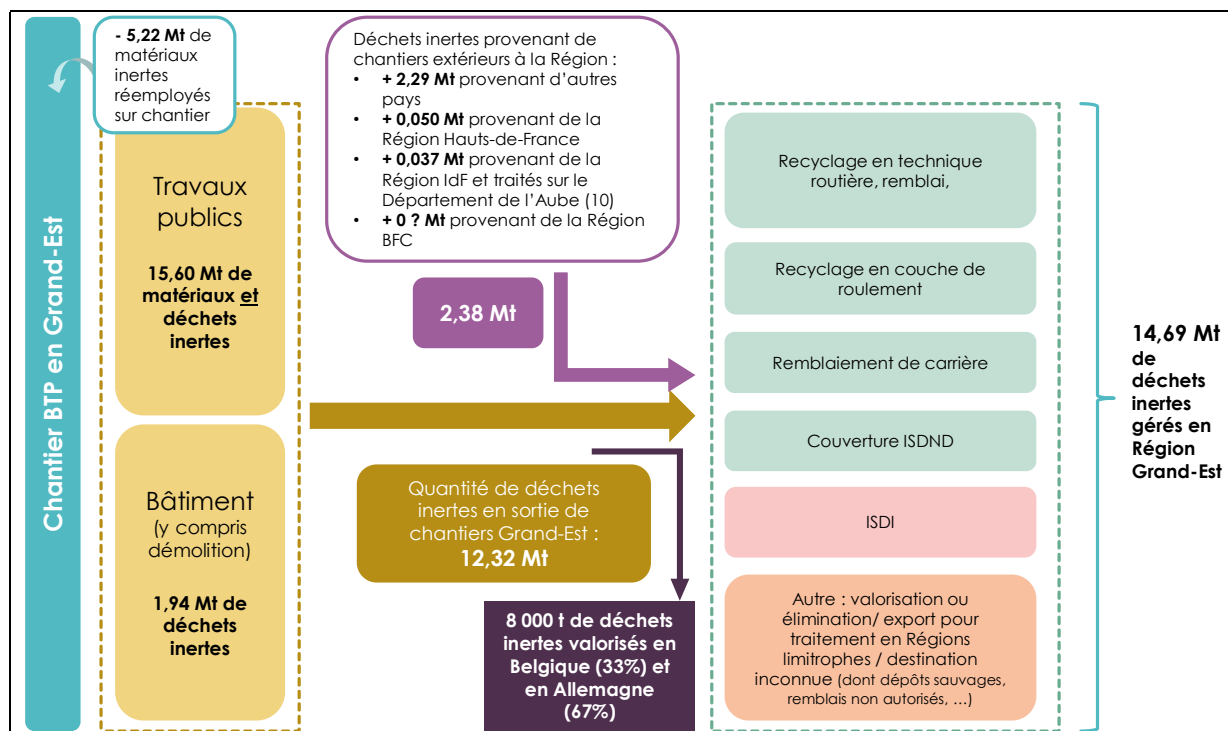 Chantier BTP en Grand-Est
- 5,22 Mt de
matériaux
inertes
réemployés
sur chantier
Travaux
publics
15,60 Mt de
matériaux et
déchets
inertes
Bâtiment
(y compris
démolition)
1,94 Mt de
déchets
inertes
Déchets inertes provenant de
chantiers extérieurs à la Région :
• + 2,29 Mt provenant d’autres
pays
• + 0,050 Mt provenant de la
Région Hauts-de-France
• + 0,037 Mt provenant de la
Région IdF et traités sur le
Département de l’Aube (10)
• + 0 ? Mt provenant de la Région
BFC
2,38 Mt
Quantité de déchets
inertes en sortie de
chantiers Grand-Est :
12,32 Mt
8 000 t de déchets
inertes valorisés en
Belgique (33%) et
en Allemagne
(67%)
Recyclage en technique
routière, remblai,
Recyclage en couche de
roulement
Remblaiement de carrière
Couverture ISDND
ISDI
Autre : valorisation ou
élimination/ export pour
traitement en Régions
limitrophes / destination
inconnue (dont dépôts sauvages,
remblais non autorisés, …)
14,69 Mt
de
déchets
inertes
gérés en
Région
Grand-Est